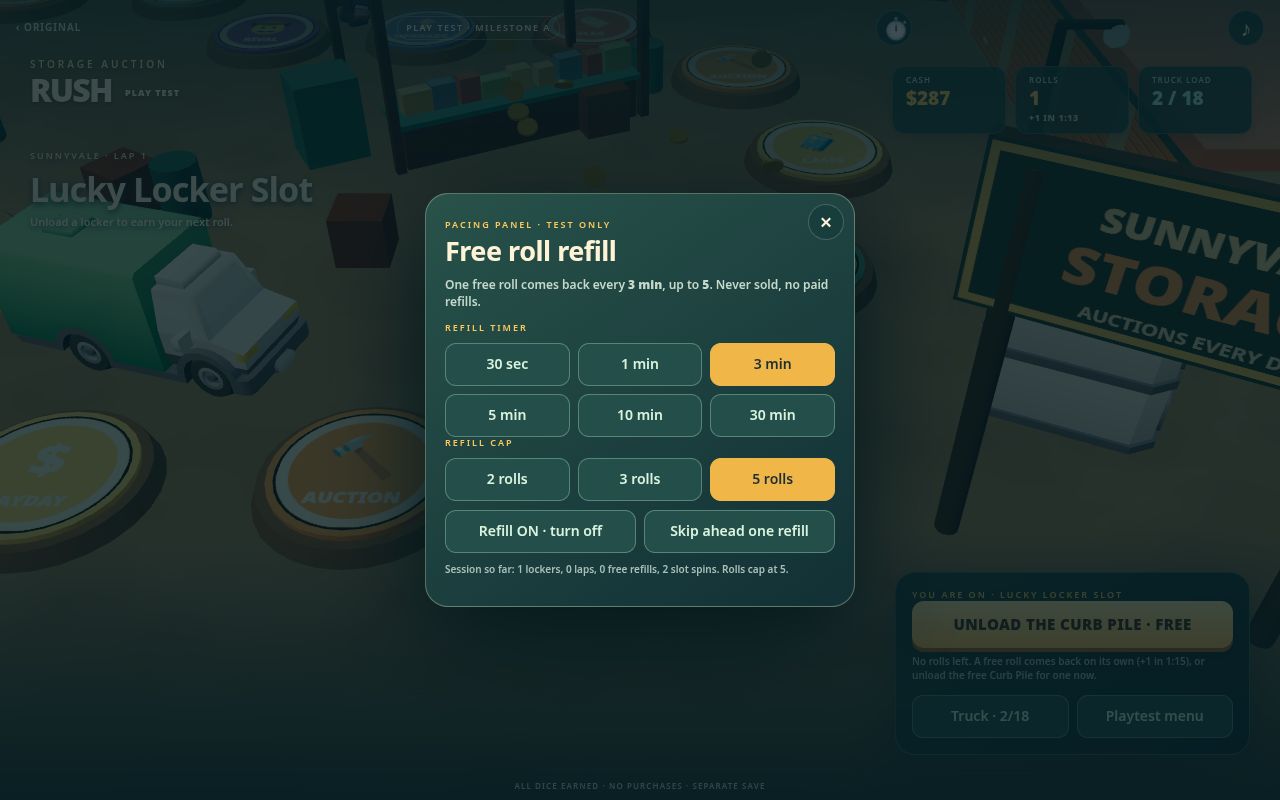 ‹ ORIGINAL
PLAY TEST · MILESTONE A
STORAGE AUCTION
RUSH PLAY TEST
CASH
$287
ROLLS
1
+1 IN 1:13
TRUCK LOAD
2 / 18
SUNNYVALE · LAP 1
Lucky Locker Slot
Unload a locker to earn your next roll.
PACING PANEL · TEST ONLY
Free roll refill
One free roll comes back every 3 min, up to 5. Never sold, no paid
refills.
REFILL TIMER
30 sec
1 min
3 min
5 min
10 min
30 min
REFILL CAP
2 rolls
3 rolls
5 rolls
Refill ON · turn off
Skip ahead one refill
Session so far: 1 lockers, 0 laps, 0 free refills, 2 slot spins. Rolls cap at 5.
SUNNYV
STORA
AUCTIONS EVERY D
$
AYDAY
AUCTION
YOU ARE ON · LUCKY LOCKER SLOT
UNLOAD THE CURB PILE · FREE
No rolls left. A free roll comes back on its own (+1 in 1:15), or
unload the free Curb Pile for one now.
Truck · 2/18
Playtest menu
ALL DICE EARNED · NO PURCHASES · SEPARATE SAVE